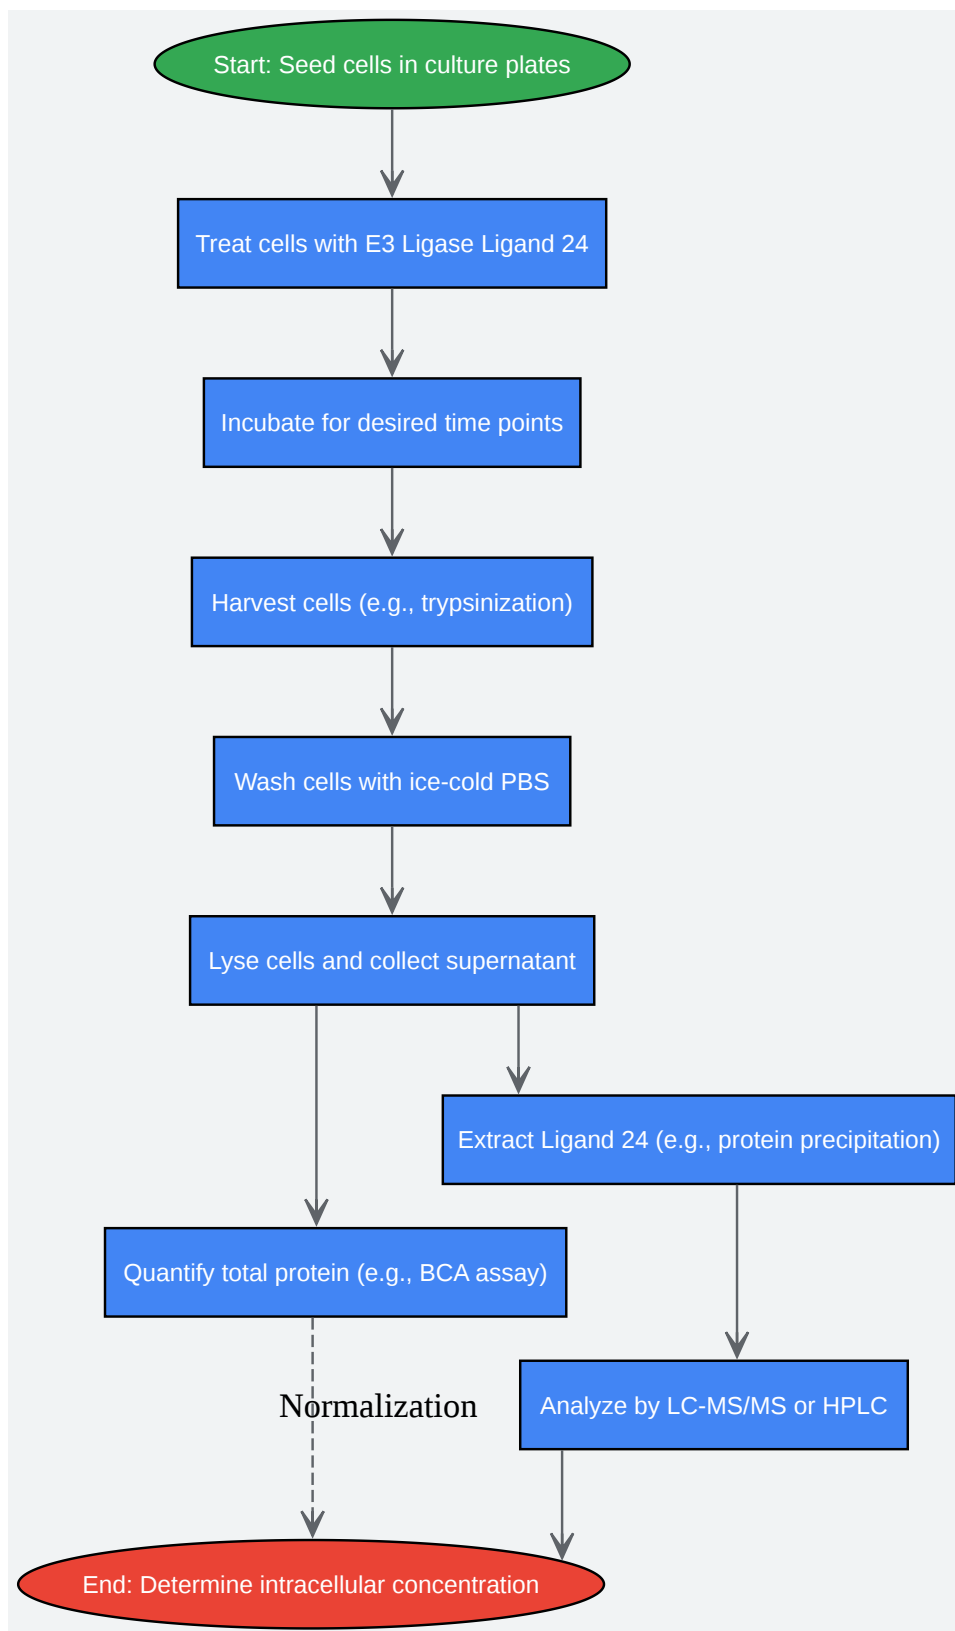 Start: Seed cells in culture plates
Treat cells with E3 Ligase Ligand 24
Incubate for desired time points
Harvest cells (e.g., trypsinization)
Wash cells with ice-cold PBS
Lyse cells and collect supernatant
Extract Ligand 24 (e.g., protein precipitation)
Quantify total protein (e.g., BCA assay)
Normalization
Analyze by LC-MS/MS or HPLC
End: Determine intracellular concentration